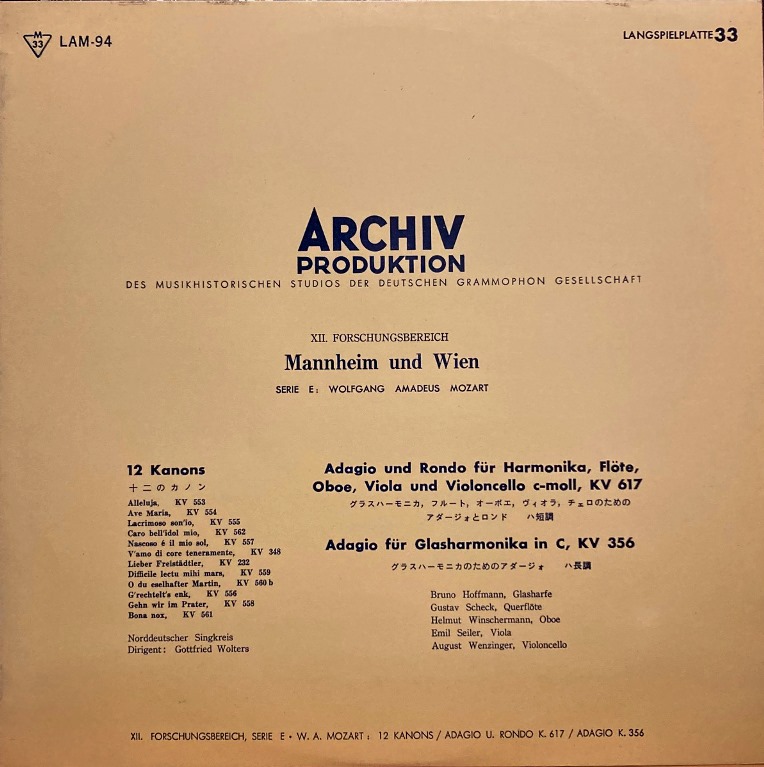 M
33
LAM-94
LANGSPIELPLATTE 33
ARCHIV
PRODUKTION
DES MUSIKHISTORISCHEN STUDIOS DER DEUTSCHEN GRAMMOPHON GESELLSCHAFT
XII. FORSCHUNGSBEREICH
Mannheim und Wien
SERIE E: WOLFGANG AMADEUS MOZART
12 Kanons
十二のカノン
Alleluja, KV 553
Ave Maria, KV 554
Lacrimoso son'io, KV 555
Caro bell'idol mio, KV 562
Nascoso é il mio sol, KV 557
V'amo di core teneramente, KV 348
Lieber Freistädtler, KV 232
Difficile lectu mihi mars, KV 559
O du eselhafter Martin, KV 560 b
G'rechtelt's enk, KV 556
Gehn wir im Prater, KV 558
Bona nox, KV 561
Norddeutscher Singkreis
Dirigent: Gottfried Wolters
Adagio und Rondo für Harmonika, Flöte,
Oboe, Viola und Violoncello c-moll, KV 617
グラスハーモニカ, フルート, オーボエ, ヴィオラ, チェロのための
アダージォとロンド ハ短調
Adagio für Glasharmonika in C, KV 356
グラスハーモニカのためのアダージォ ハ長調
Bruno Hoffmann, Glasharfe
Gustav Scheck, Querflöte
Helmut Winschermann, Oboe
Emil Seiler, Viola
August Wenzinger, Violoncello
XII. FORSCHUNGSBEREICH, SERIE E • W. A. MOZART: 12 KANONS / ADAGIO U. RONDO K. 617 / ADAGIO K. 356